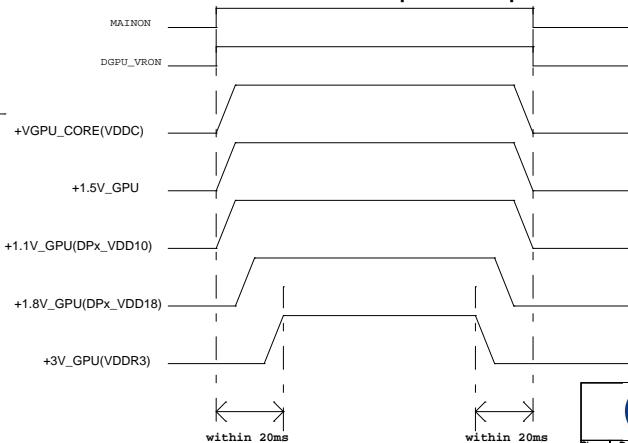 MAINON
DGPU_VRON
+VGPU_CORE(VDDC)
+1.5V_GPU
+1.1V_GPU(DPx_VDD10)
+1.8V_GPU(DPx_VDD18)
+3V_GPU(VDDR3)
within 20ms
within 20ms